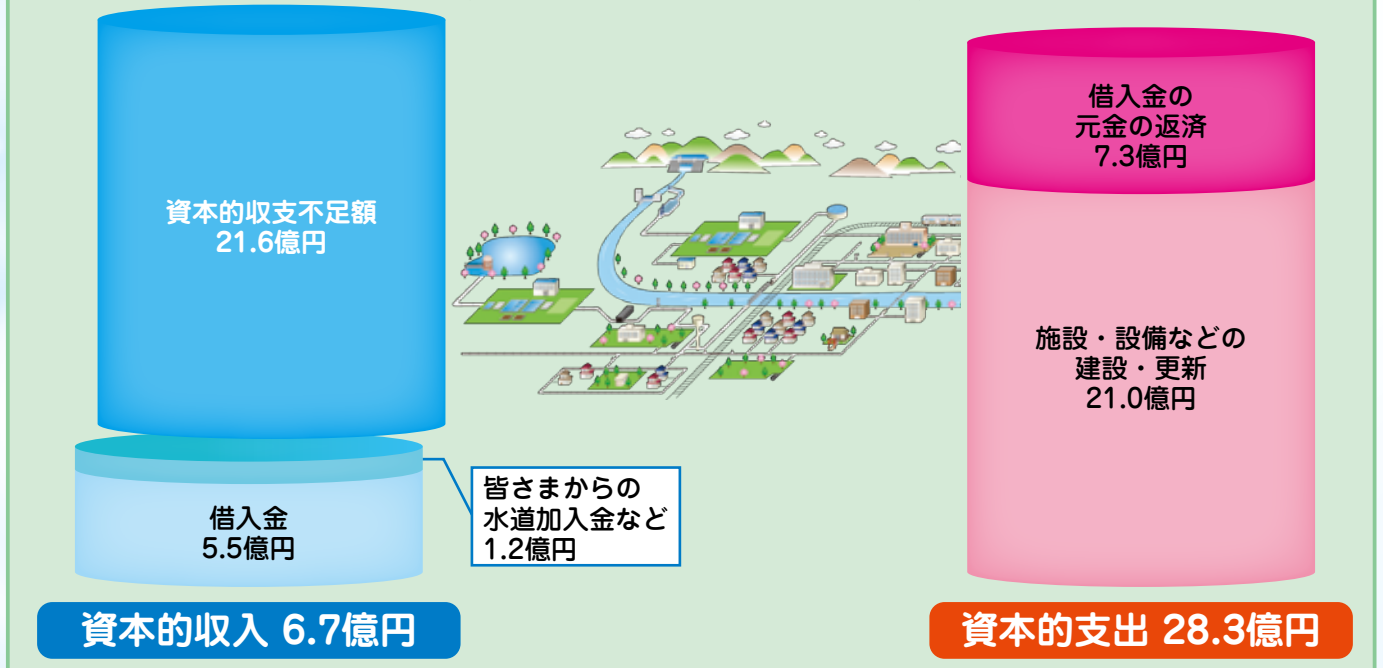 資本的収支不足額
21.6億円
借入金
5.5億円
皆さまからの
水道加入金など
1.2億円
資本的収入 6.7億円
借入金の
元金の返済
7.3億円
施設・設備などの
建設・更新
21.0億円
資本的支出 28.3億円